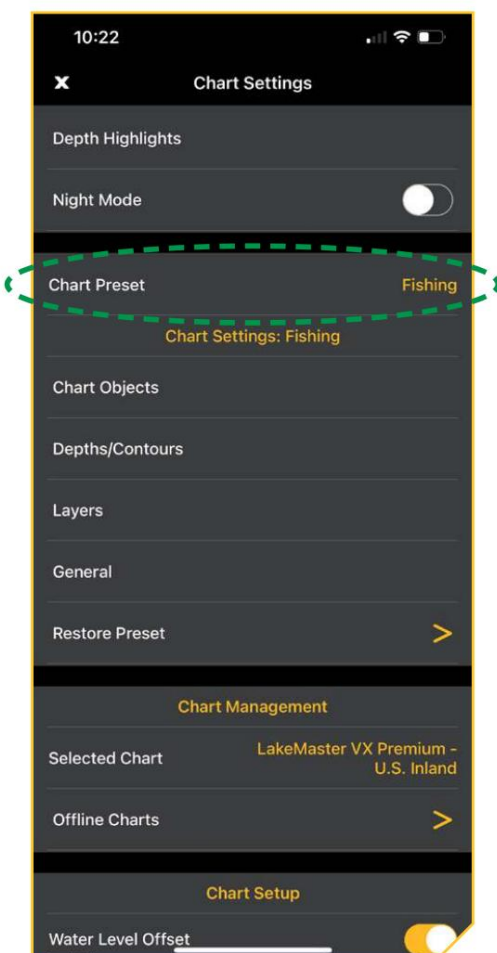 10:22
x Chart Settings
Depth Highlights
Night Mode
Chart Preset Fishing
Chart Settings: Fishing
Chart Objects
Depths/Contours
Layers
General
Restore Preset >
Chart Management
Selected Chart LakeMaster VX Premium -
U.S. Inland
Offline Charts >
Chart Setup
Water Level Offset